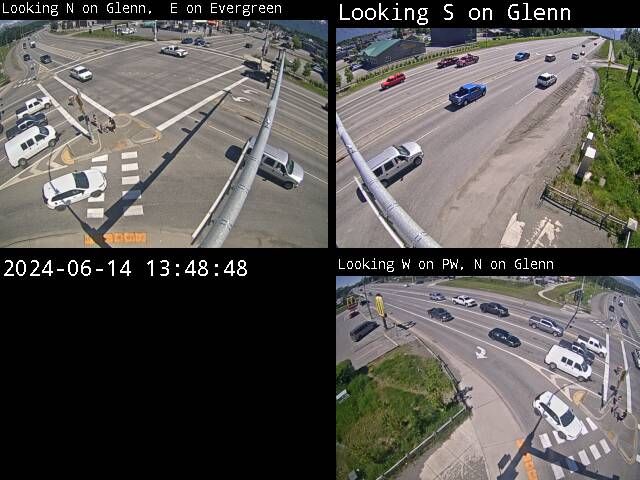 Looking N on Glenn, E on Evergreen
Looking S on Glenn
2024-06-14 13:48:48
Looking W on PW, N on Glenn